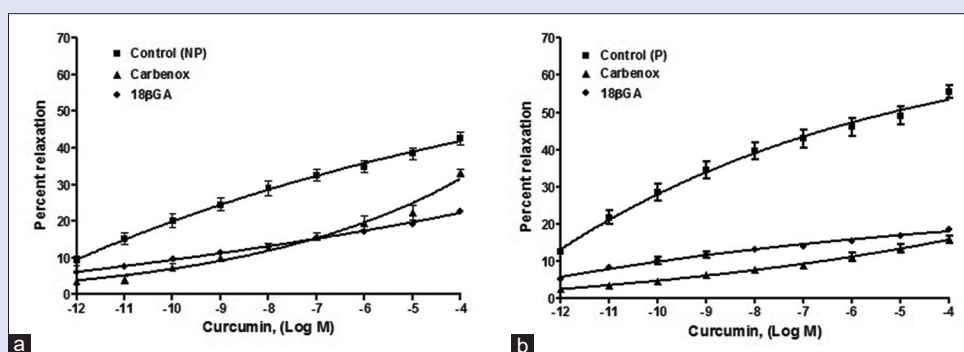 70
60
50
40
30
20
10
0
Percent relaxation
Control (NP)
Carbenox
18βGA
-12 -11 -10 -9 -8 -7 -6 -5 -4
Curcumin, (Log M)
a
70
60
50
40
30
20
10
0
Percent relaxation
Control (P)
Carbenox
18βGA
-12 -11 -10 -9 -8 -7 -6 -5 -4
Curcumin, (Log M)
b